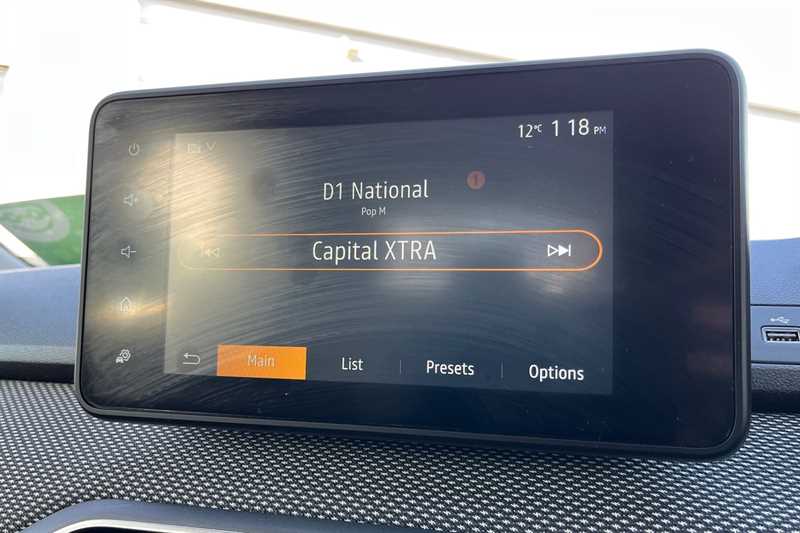 12°C 1 18 PM
D1 National
Pop M
Capital XTRA
Main List Presets Options